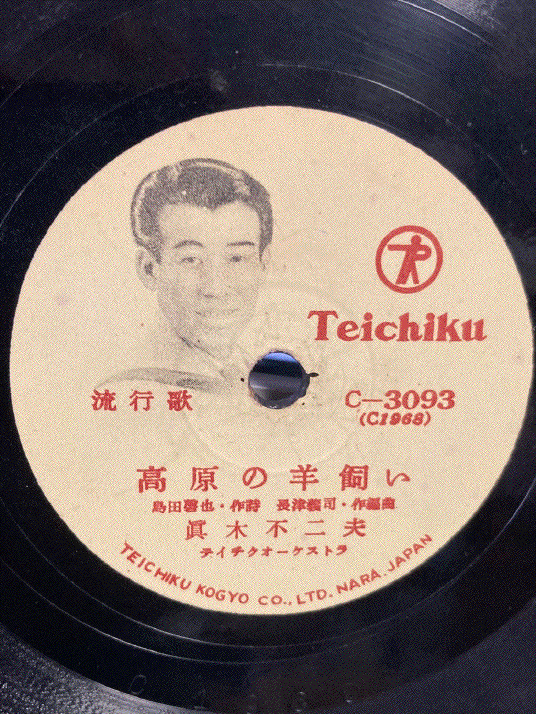 Teichiku
流行歌
C—3093
(C1968)
高原の羊飼い
島田磬也・作詩 長津義司・作編曲
眞木不二夫
テイチクオーケストラ
TEICHIKU KOGYO CO., LTD. NARA. JAPAN